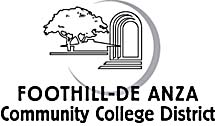 FOOTHILL-DE ANZA
Community College District